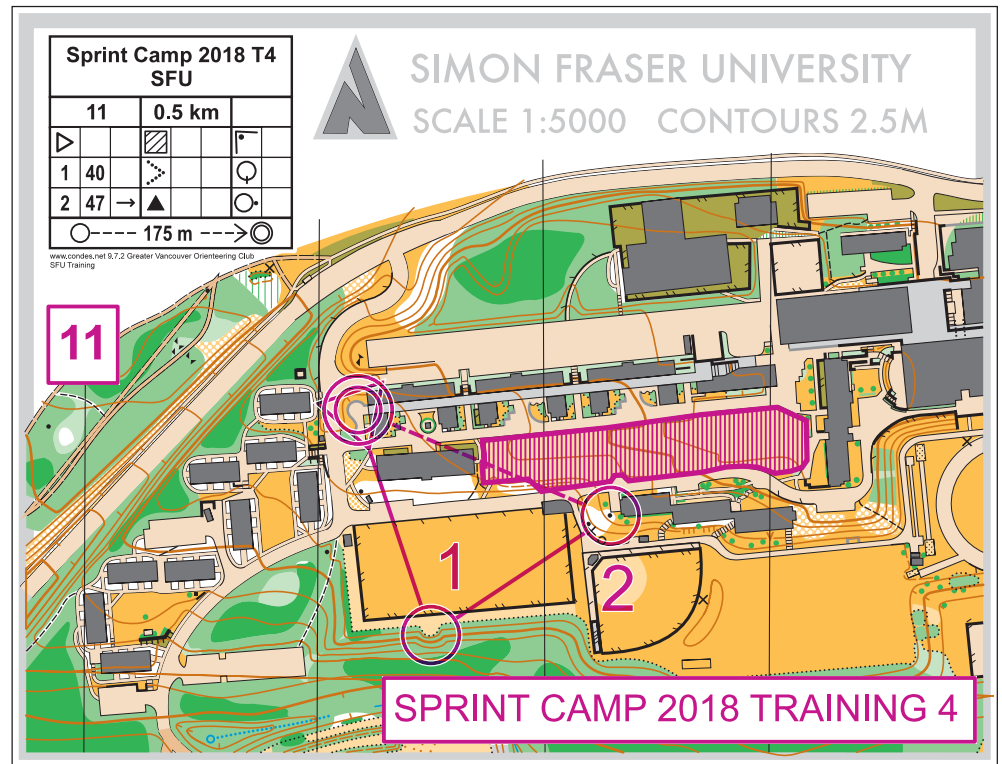 Sprint Camp 2018 T4
SFU
11 0.5 km
1 40
2 47
175 m
www.condes.net 9.7.2 Greater Vancouver Orienteering Club
SFU Training
SIMON FRASER UNIVERSITY
SCALE 1:5000 CONTOURS 2.5M
N
11
1
2
SPRINT CAMP 2018 TRAINING 4